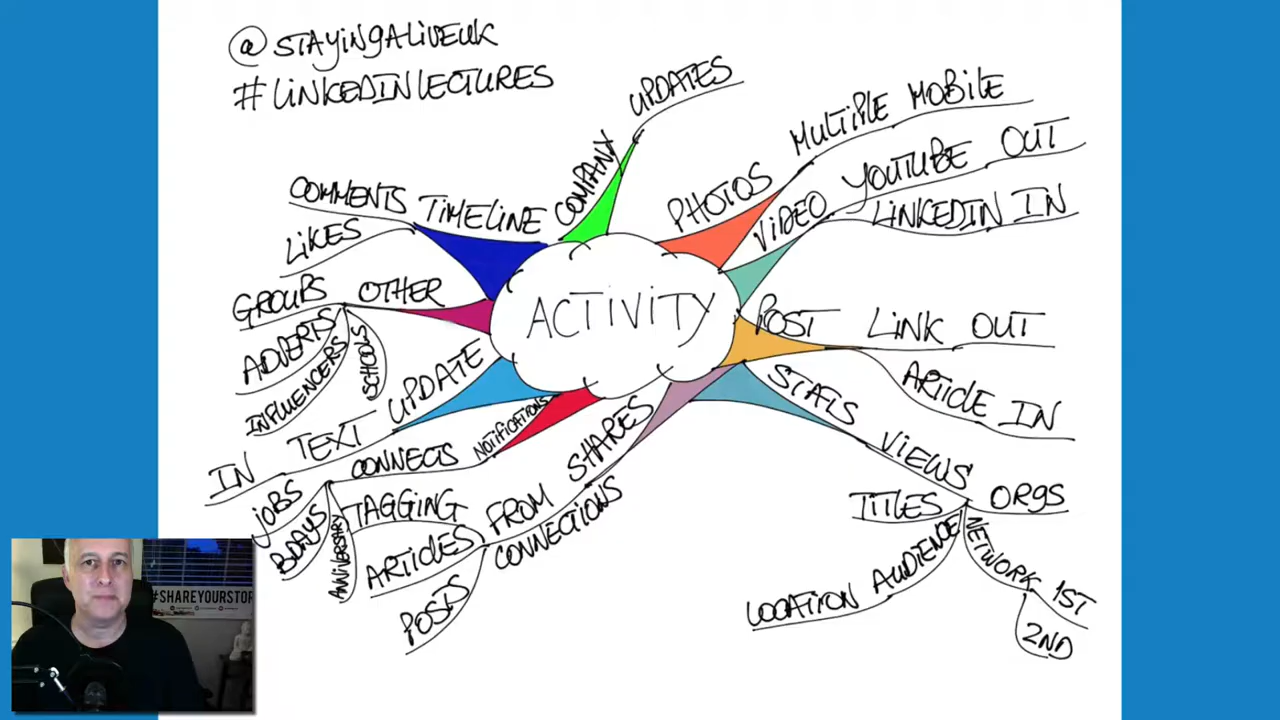 @STAYINGALIVEUK
#LINKEDINLECTURES
ACTIVITY
COMPANY
UPDATES
PHOTOS
MULTIPLE MOBILE
VIDEO
YOUTUBE OUT
LINKEDIN IN
POST
LINK OUT
ARTICLE IN
STATS
VIEWS
ORGS
TITLES
AUDIENCE
LOCATION
NETWORK 1ST
2ND
SHARES
FROM
CONNECTIONS
TAGGING
ARTICLES
POSTS
NOTIFICATIONS
CONNECTS
JOBS
BDAYS
ANNIVERSARY
UPDATE
TEXT
IN
OTHER
GROUPS
ADVERTS
INFLUENCERS
SCHOOLS
TIMELINE
COMMENTS
LIKES
#SHAREYOURSTOR